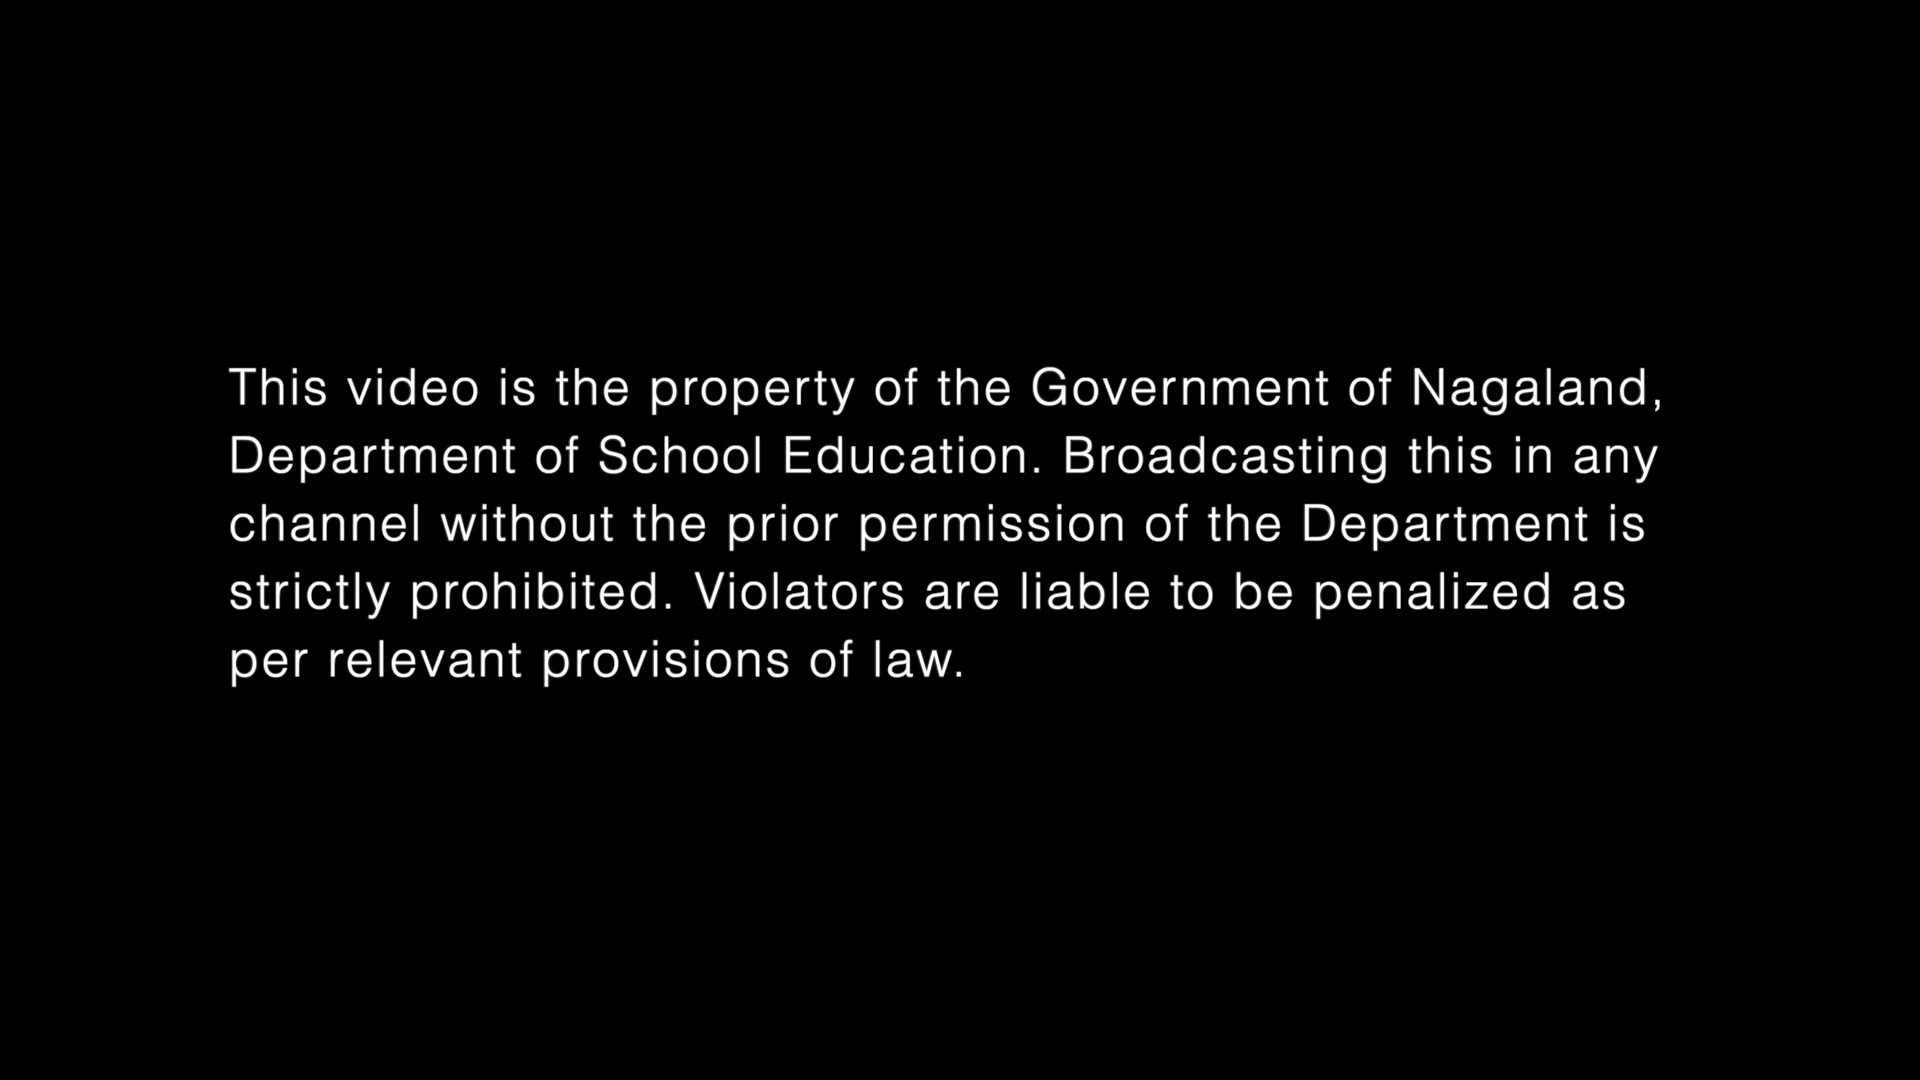 This video is the property of the Government of Nagaland,
Department of School Education. Broadcasting this in any
channel without the prior permission of the Department is
strictly prohibited. Violators are liable to be penalized as
per relevant provisions of law.